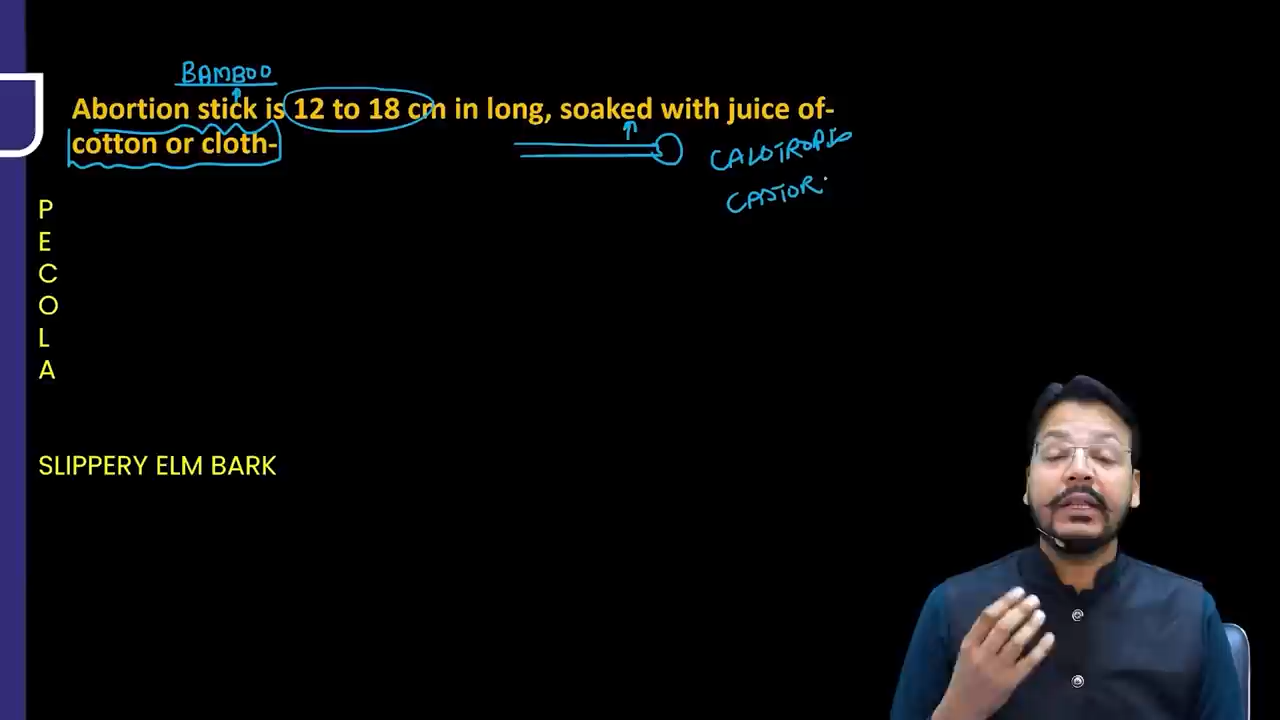 BAMBOO
Abortion stick is 12 to 18 cm in long, soaked with juice of-
cotton or cloth-
CALOTROPIS
CASTOR
P
E
C
O
L
A
SLIPPERY ELM BARK